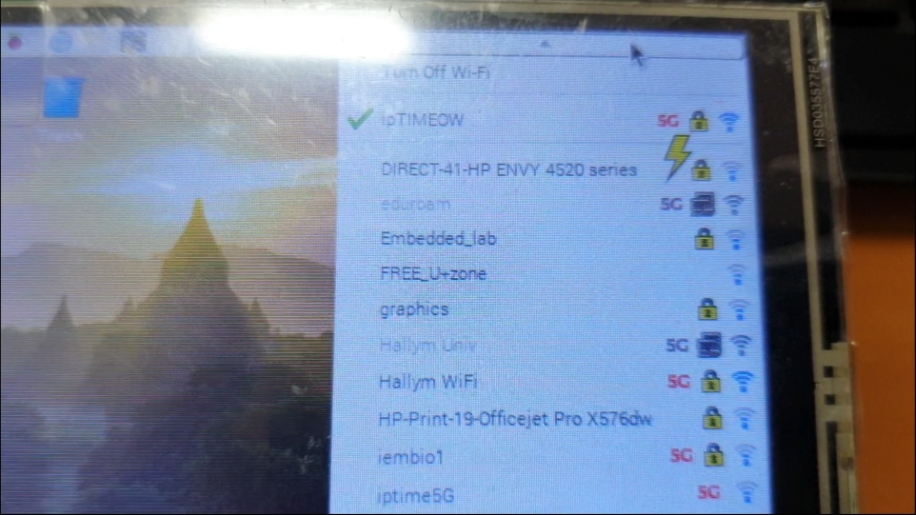 Turn Off Wi-Fi
ipTIMEOW 5G
DIRECT-41-HP ENVY 4520 series
eduroam 5G
Embedded_lab
FREE_U+zone
graphics
Hallym Univ 5G
Hallym WiFi 5G
HP-Print-19-Officejet Pro X576dw
iembio1 5G
iptime5G 5G